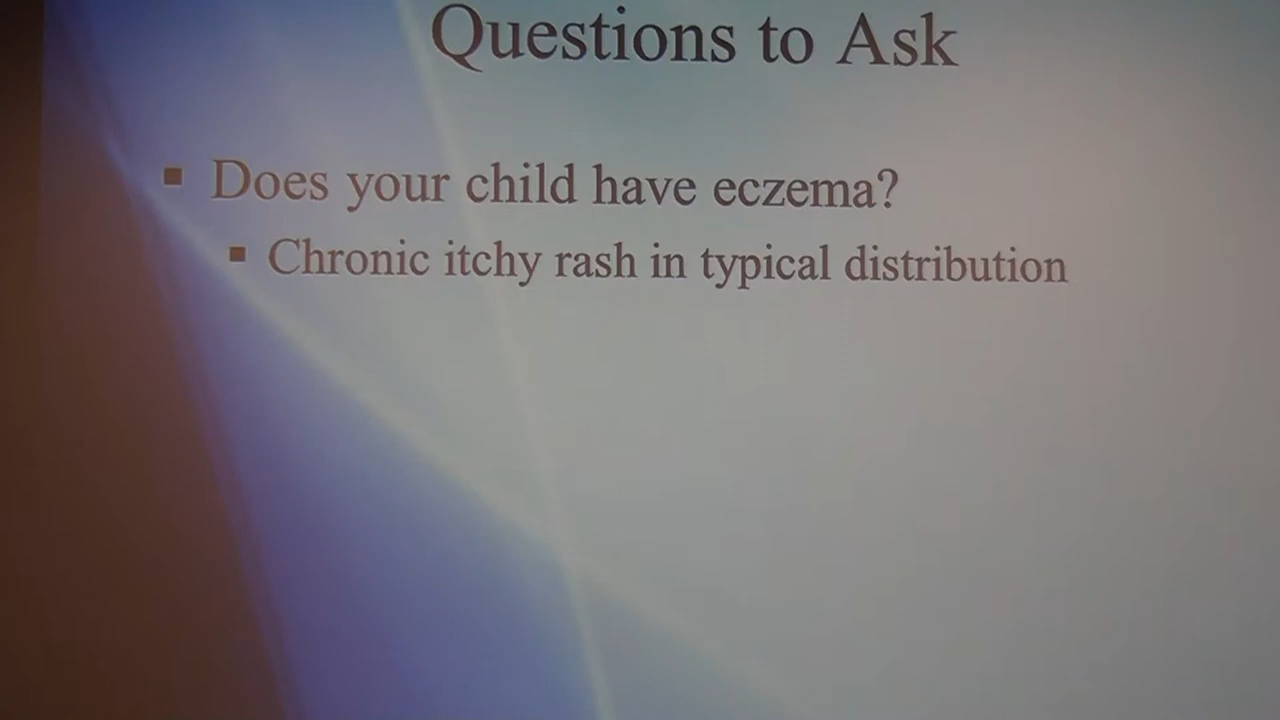 Questions to Ask
▪ Does your child have eczema?
▪ Chronic itchy rash in typical distribution